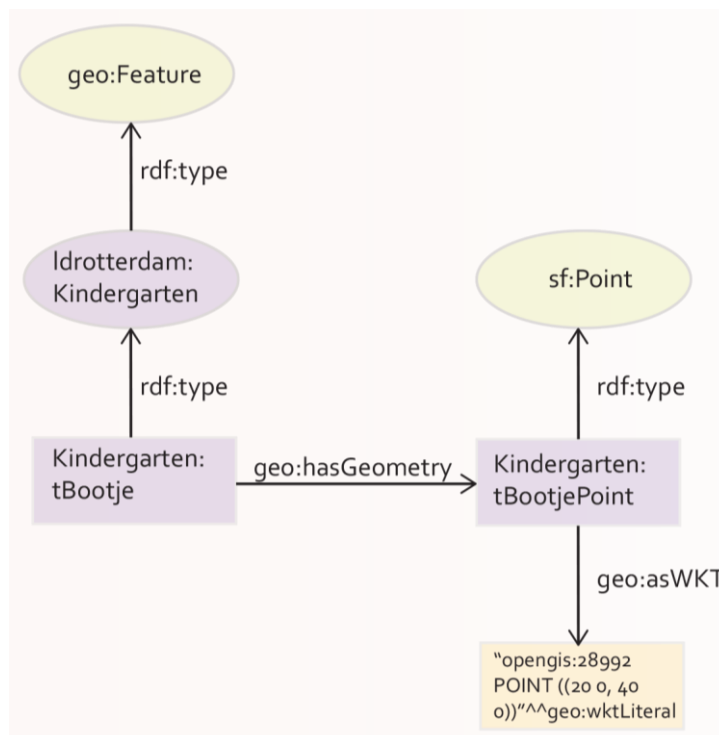 geo:Feature
rdf:type
ldrotterdam:
Kindergarten
sf:Point
rdf:type
rdf:type
Kindergarten:
tBootje
geo:hasGeometry
Kindergarten:
tBootjePoint
geo:asWKT
“opengis:28992
POINT ((20 0, 40
0))”^^geo:wktLiteral